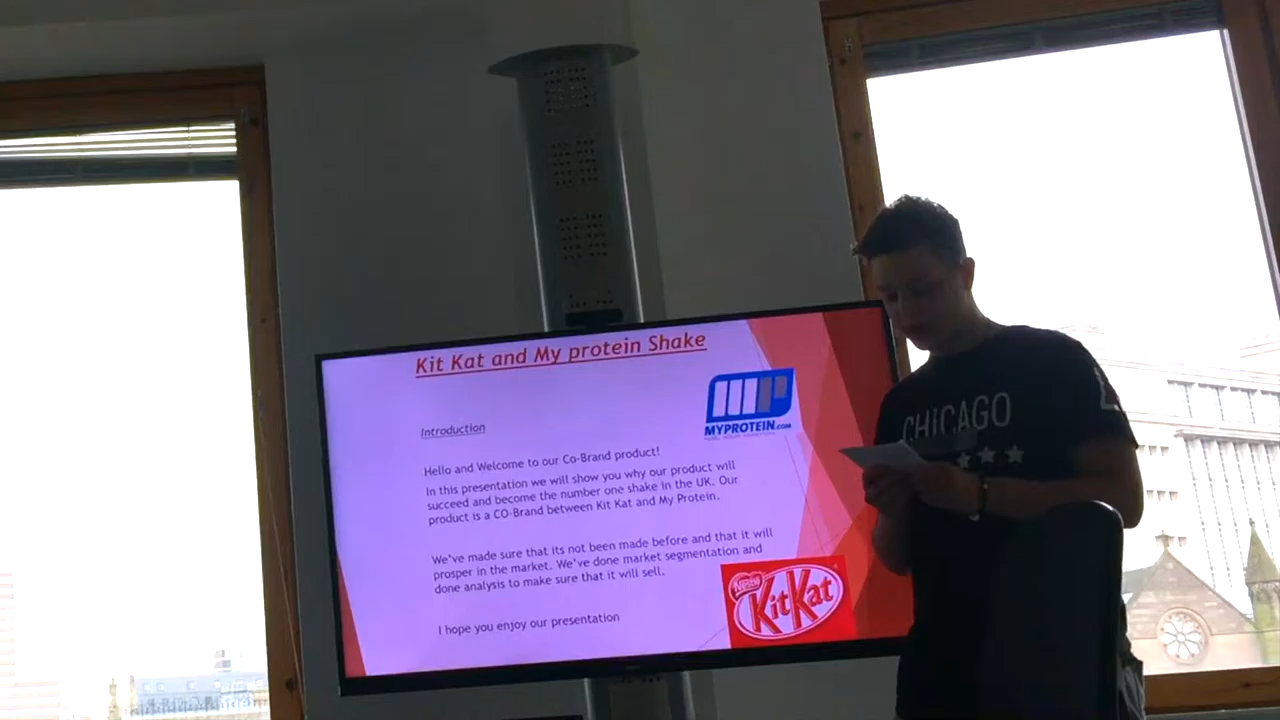 Kit Kat and My protein Shake
MYPROTEIN.COM
Introduction
Hello and Welcome to our Co-Brand product!
In this presentation we will show you why our product will
succeed and become the number one shake in the UK. Our
product is a CO-Brand between Kit Kat and My Protein.
We've made sure that its not been made before and that it will
prosper in the market. We've done market segmentation and
done analysis to make sure that it will sell.
I hope you enjoy our presentation
Nestle
KitKat
CHICAGO